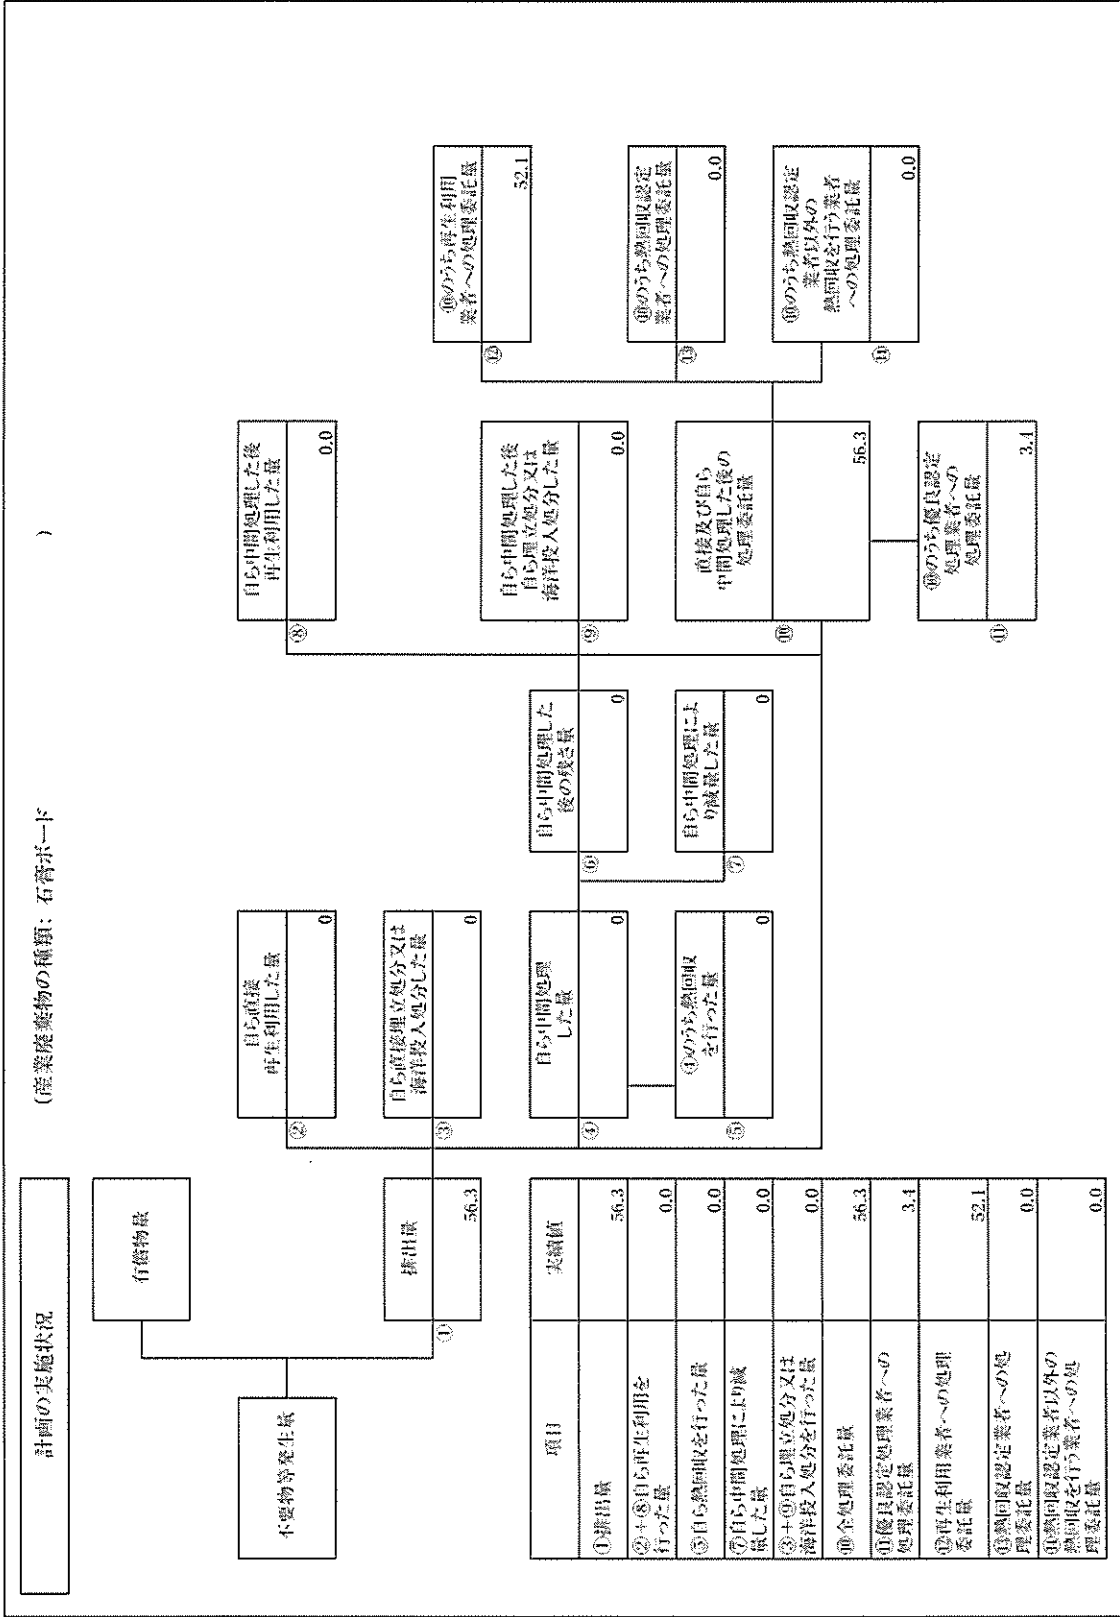 計画の実施状況
(産業廃棄物の種類: 石膏ボード
)
不要物等発生量
有償物量
①
排出量
56.3
②
自ら直接
再生利用した量
0
③
自ら直接埋立処分又は
海洋投入処分した量
0
④
自ら中間処理
した量
0
⑤
④のうち熱回収
を行った量
0
⑥
自ら中間処理した
後の残さ量
0
⑦
自ら中間処理によ
り減量した量
0
⑧
自ら中間処理した後
再生利用した量
0.0
⑨
自ら中間処理した後
自ら埋立処分又は
海洋投入処分した量
0.0
⑩
直接及び自ら
中間処理した後の
処理委託量
56.3
⑪
⑩のうち優良認定
処理業者への
処理委託量
3.4
⑫
⑩のうち再生利用
業者への処理委託量
52.1
⑬
⑩のうち熱回収認定
業者への処理委託量
0.0
⑭
⑩のうち熱回収認定
業者以外の
熱回収を行う業者
への処理委託量
0.0
項目 実績値
①排出量 56.3
②+⑧自ら再生利用を
行った量 0.0
⑤自ら熱回収を行った量 0.0
⑦自ら中間処理により減
量した量 0.0
③+⑨自ら埋立処分又は
海洋投入処分を行った量 0.0
⑩全処理委託量 56.3
⑪優良認定処理業者への
処理委託量 3.4
⑫再生利用業者への処理
委託量 52.1
⑬熱回収認定業者への処
理委託量 0.0
⑭熱回収認定業者以外の
熱回収を行う業者への処
理委託量 0.0